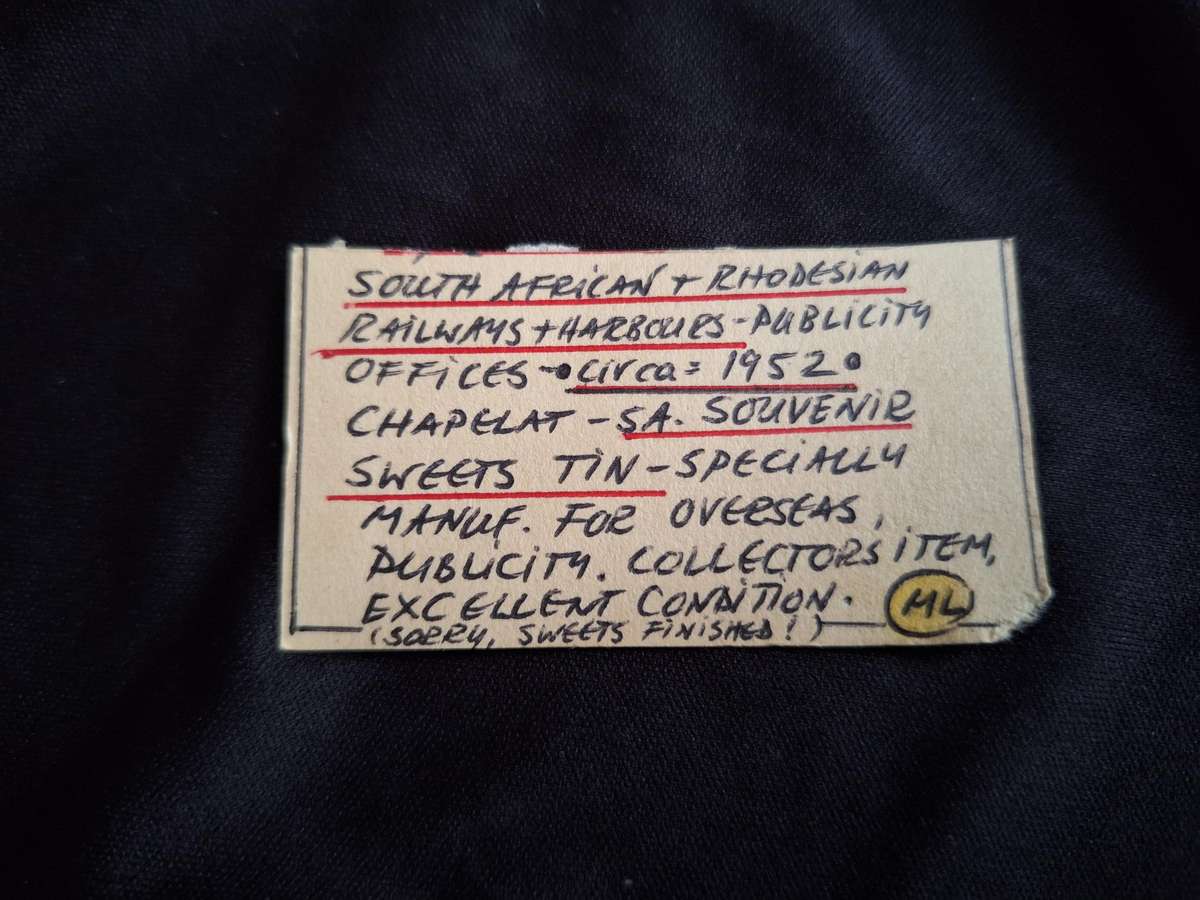 SOUTH AFRICAN + RHODESIAN
RAILWAYS + HARBOURS - PUBLICITY
OFFICES - •circa = 1952•
CHAPELAT - SA. SOUVENIR
SWEETS TIN - SPECIALLY
MANUF. FOR OVERSEAS,
PUBLICITY. COLLECTORS ITEM,
EXCELLENT CONDITION. ML
(SORRY, SWEETS FINISHED!)